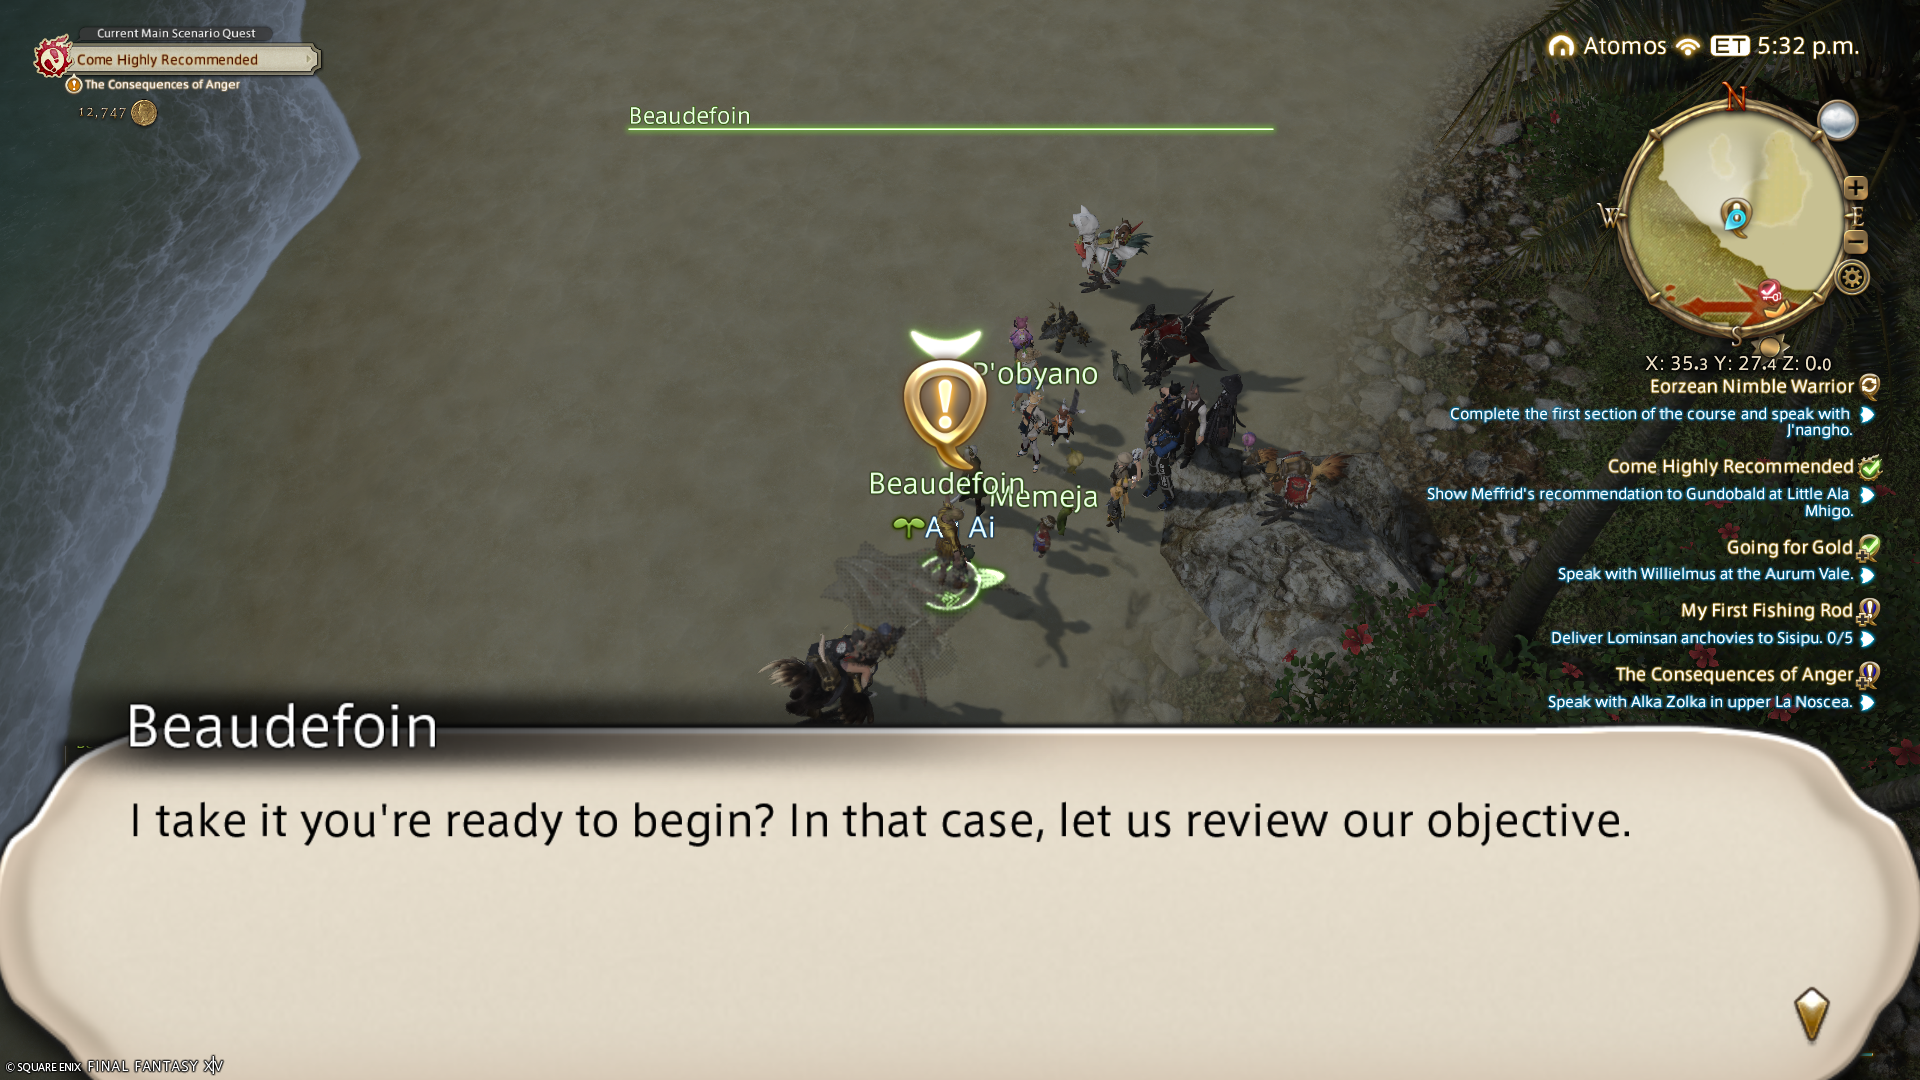 Current Main Scenario Quest
Come Highly Recommended
The Consequences of Anger
12,747
Atomos ET 5:32 p.m.
Beaudefoin
N
W
E
S
X: 35.3 Y: 27.4 Z: 0.0
Eorzean Nimble Warrior
Complete the first section of the course and speak with
J'nangho.
Come Highly Recommended
Show Meffrid's recommendation to Gundobald at Little Ala
Mhigo.
Going for Gold
Speak with Willielmus at the Aurum Vale.
My First Fishing Rod
Deliver Lominsan anchovies to Sisipu. 0/5
The Consequences of Anger
Speak with Alka Zolka in upper La Noscea.
P'obyano
Beaudefoin
Memeja
Ai
Beaudefoin
I take it you're ready to begin? In that case, let us review our objective.
© SQUARE ENIX FINAL FANTASY XIV